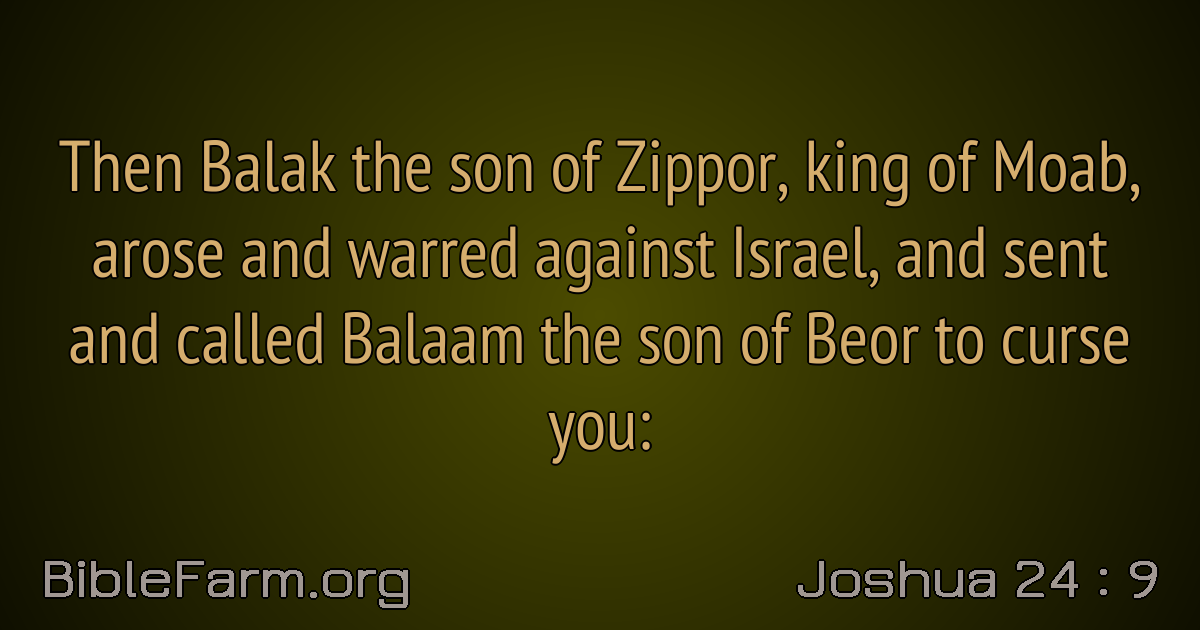 Then Balak the son of Zippor, king of Moab,
arose and warred against Israel, and sent
and called Balaam the son of Beor to curse
you:
BibleFarm.org
Joshua 24 : 9